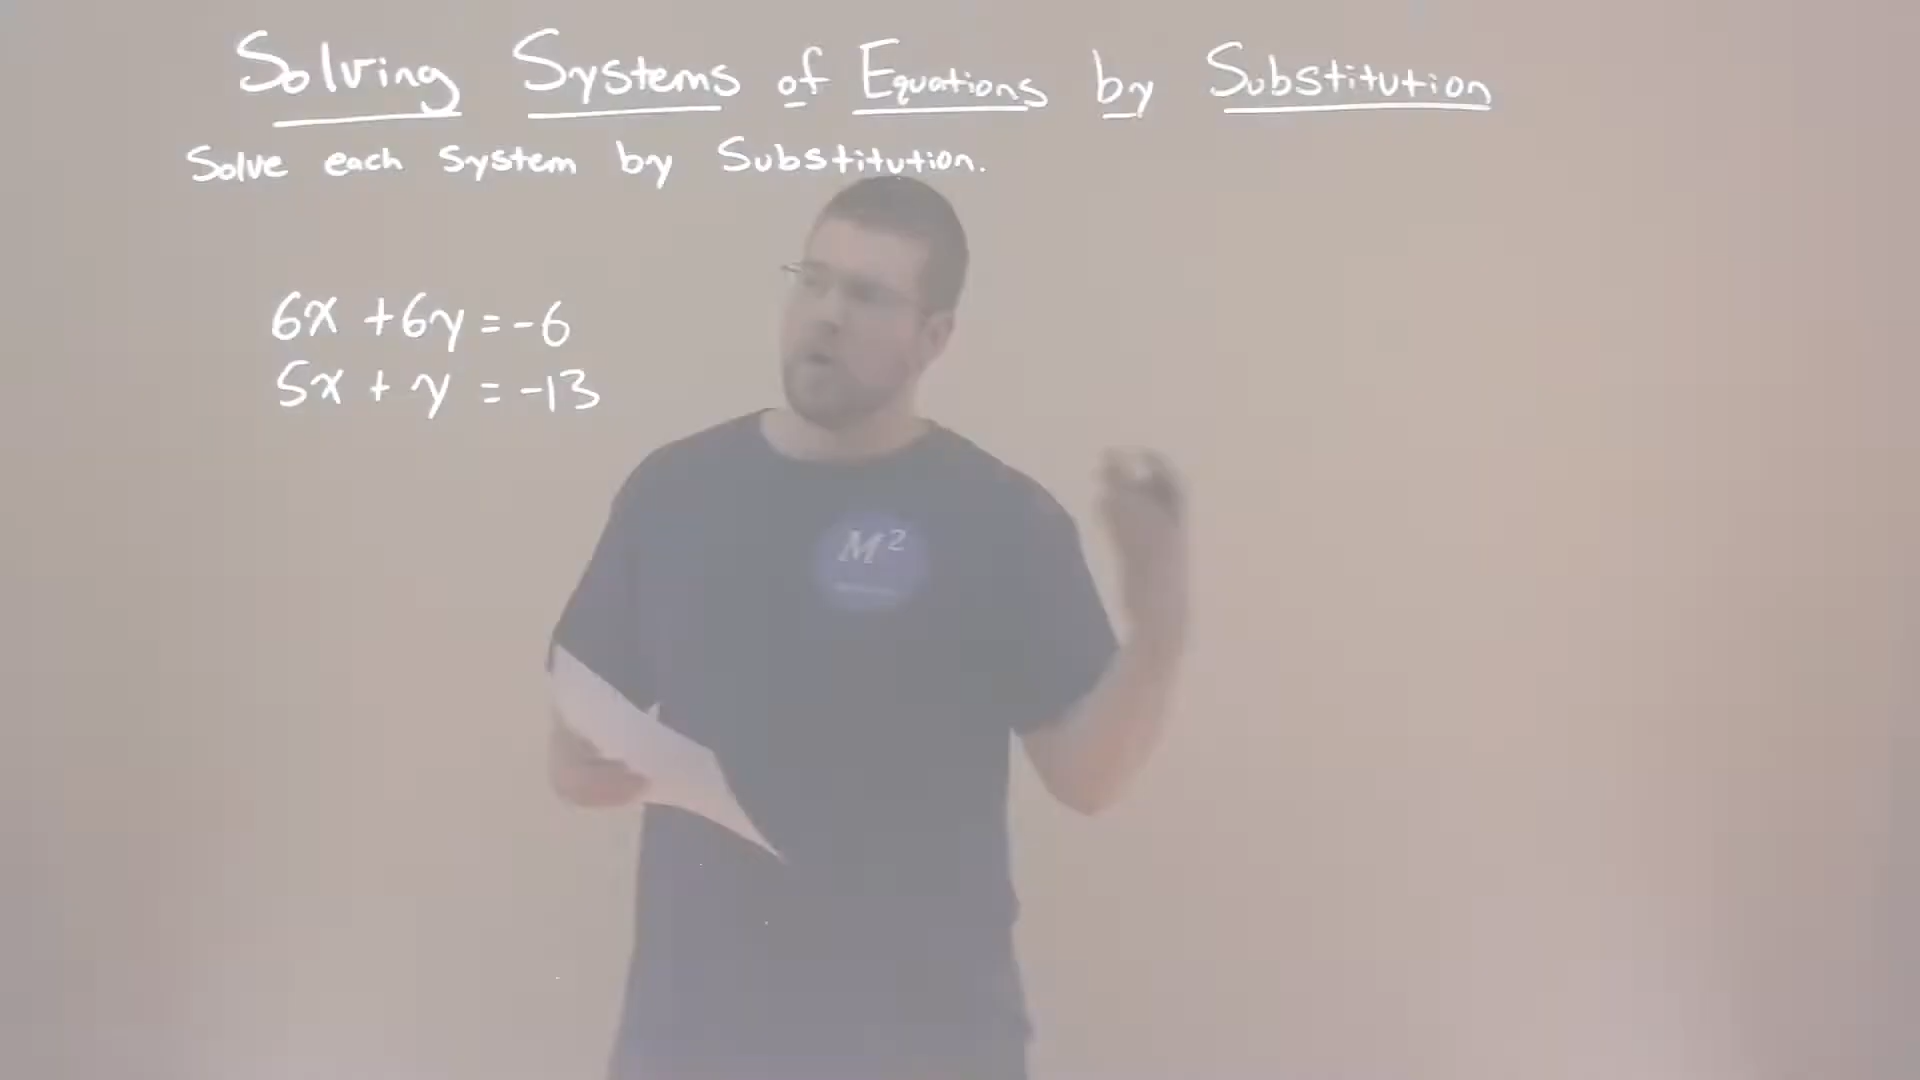 Solving Systems of Equations by Substitution
Solve each System by Substitution.
6x + 6y = -6
5x + y = -13
M²